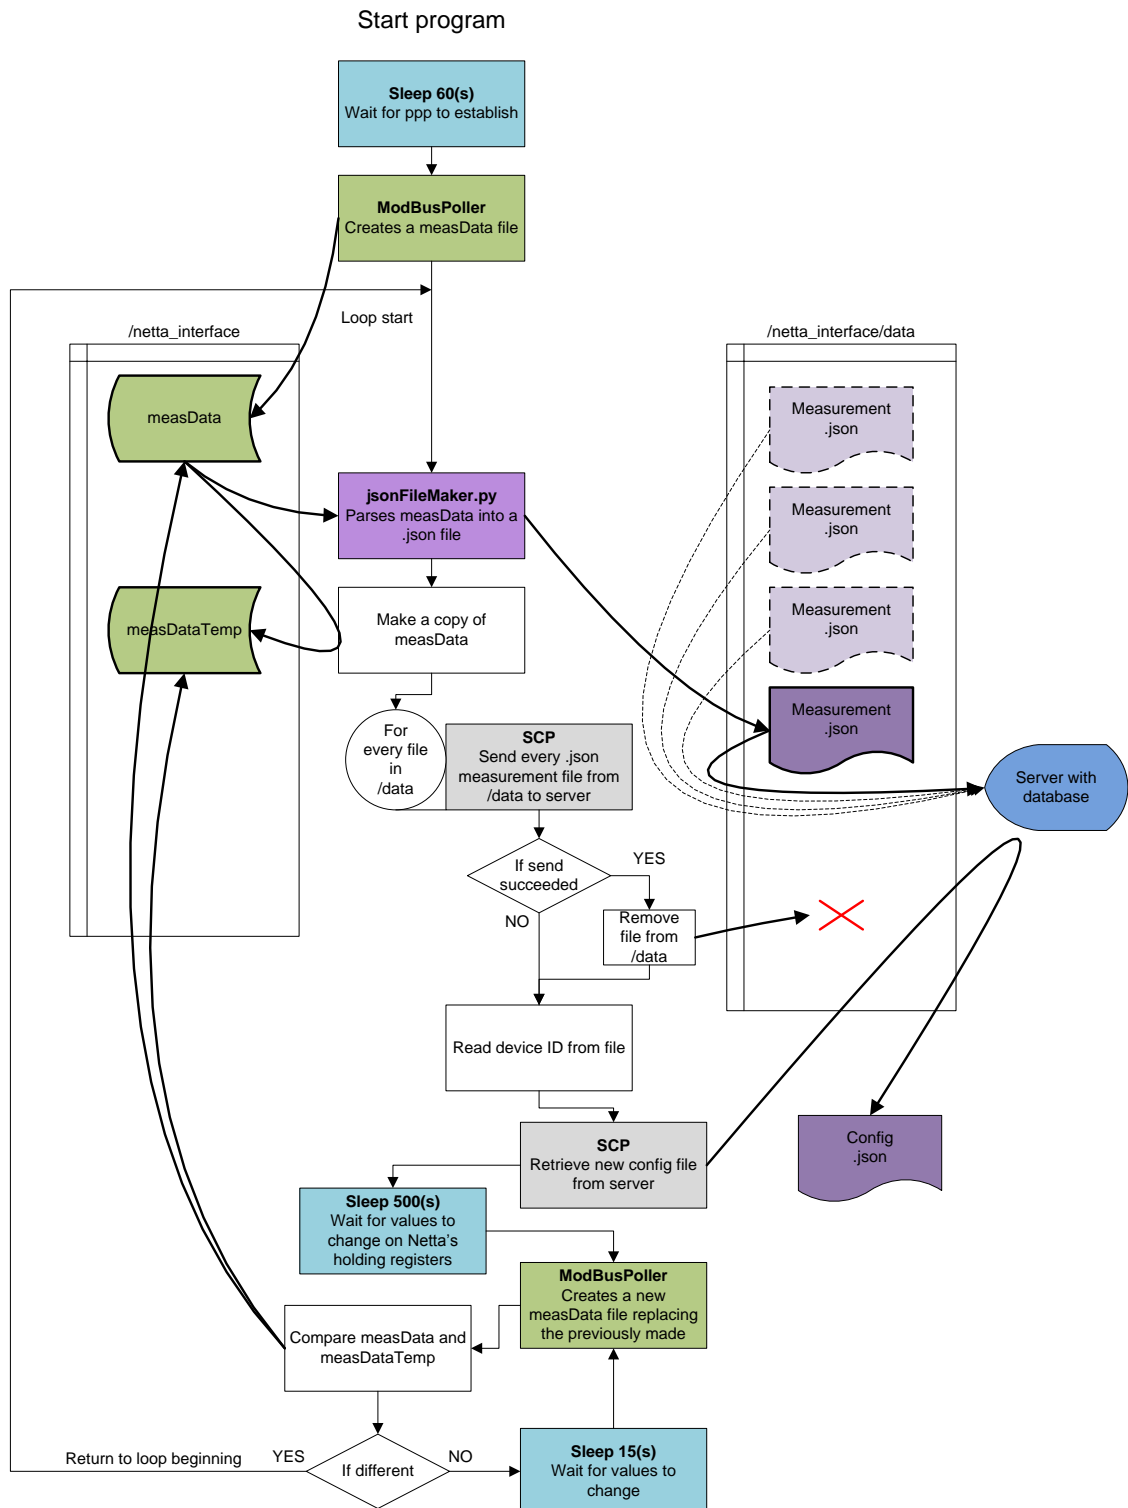 Start program
Sleep 60(s)
Wait for ppp to establish
ModBusPoller
Creates a measData file
Loop start
/netta_interface
/netta_interface/data
measData
Measurement
.json
jsonFileMaker.py
Parses measData into a
.json file
Measurement
.json
measDataTemp
Make a copy of
measData
Measurement
.json
Measurement
.json
For
every file
in
/data
SCP
Send every .json
measurement file from
/data to server
Server with
database
If send
succeeded
YES
NO
Remove
file from
/data
Read device ID from file
SCP
Retrieve new config file
from server
Config
.json
Sleep 500(s)
Wait for values to
change on Netta's
holding registers
ModBusPoller
Creates a new
measData file replacing
the previously made
Compare measData and
measDataTemp
Return to loop beginning
YES
If different
NO
Sleep 15(s)
Wait for values to
change